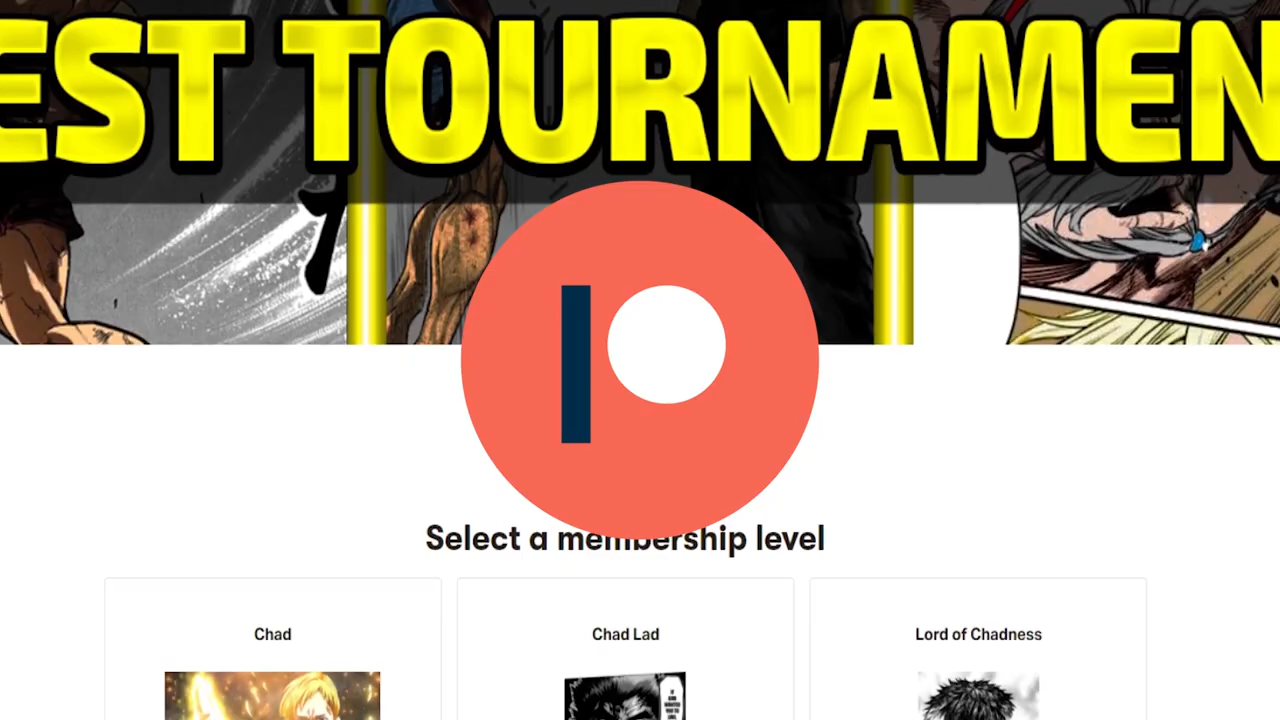 EST TOURNAMEN
Select a membership level
Chad
Chad Lad
Lord of Chadness